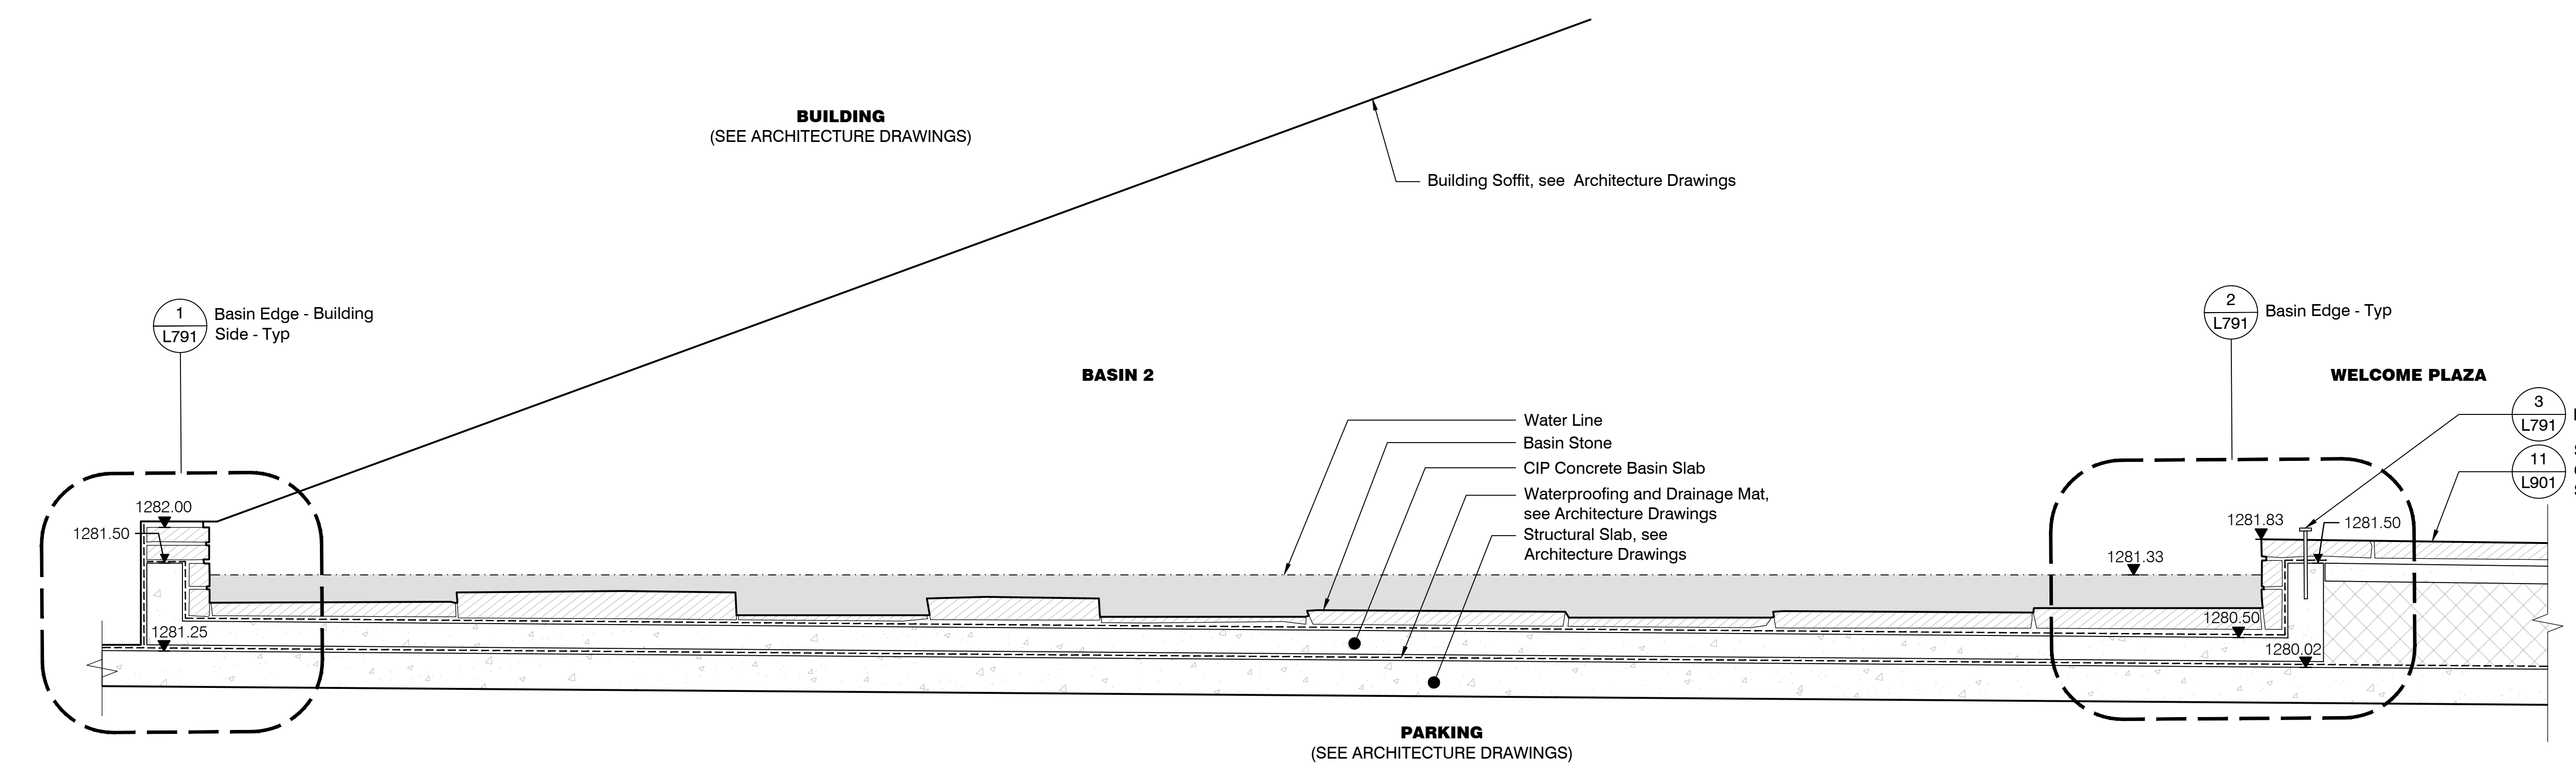 BUILDING
(SEE ARCHITECTURE DRAWINGS)
Building Soffit, see  Architecture Drawings
1
L791
Basin Edge - Building
Side - Typ
2
L791
Basin Edge - Typ
BASIN 2
WELCOME PLAZA
3
L791
11
L901
Water Line
Basin Stone
CIP Concrete Basin Slab
Waterproofing and Drainage Mat,
see Architecture Drawings
Structural Slab, see
Architecture Drawings
1282.00
1281.50
1281.25
1281.83
1281.50
1281.33
1280.50
1280.02
PARKING
(SEE ARCHITECTURE DRAWINGS)